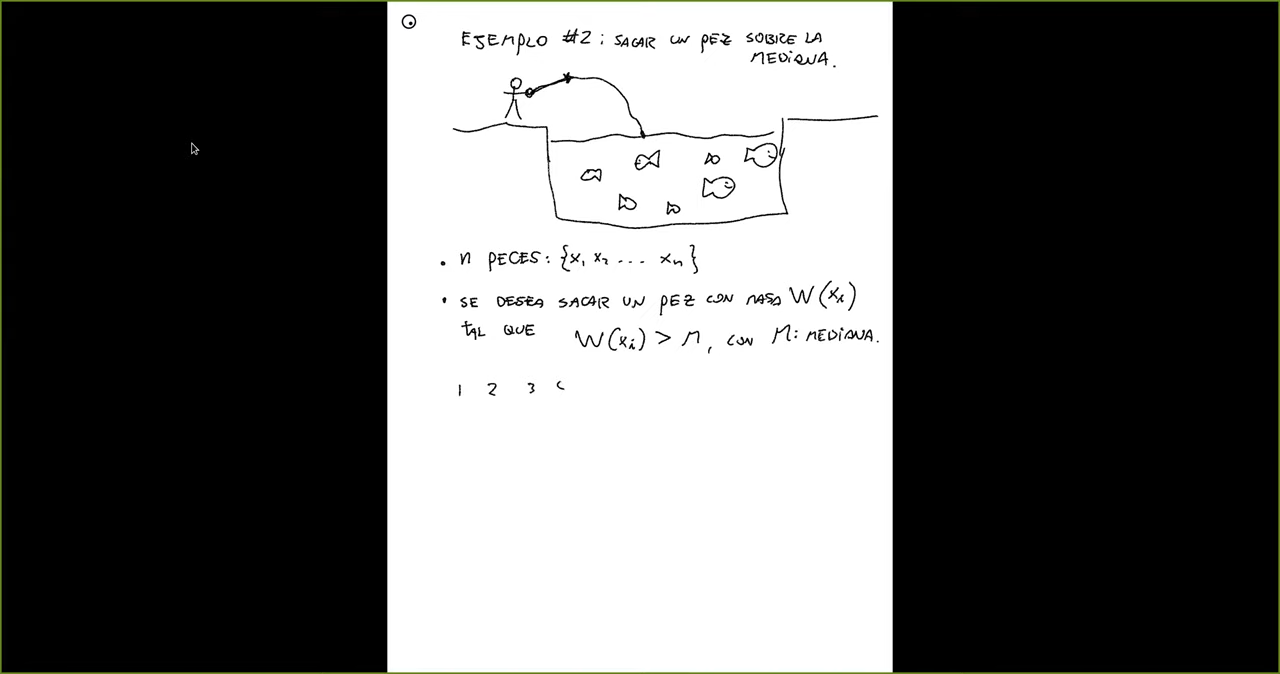 EJEMPLO #2: SACAR UN PEZ SOBRE LA
MEDIANA.
• n PECES: {x₁ x₂ ... xₙ}
• SE DESEA SACAR UN PEZ CON MASA W(xᵢ)
tal QUE W(xᵢ) > M, CON M: MEDIANA.
1 2 3